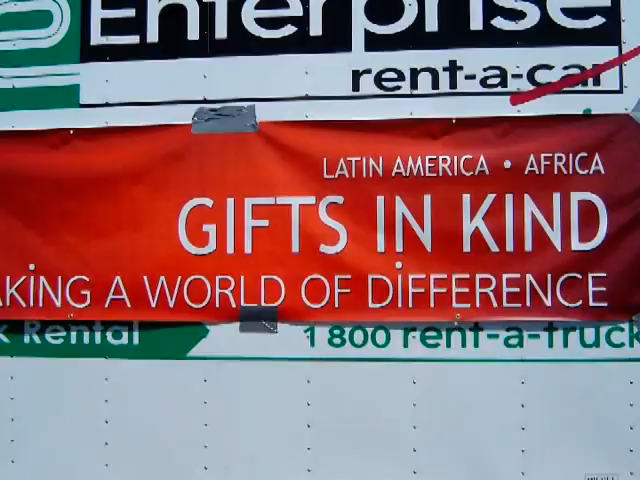 Enterprise
rent-a-car
LATIN AMERICA • AFRICA
GIFTS IN KIND
AKING A WORLD OF DIFFERENCE
k Rental
1 800 rent-a-truck